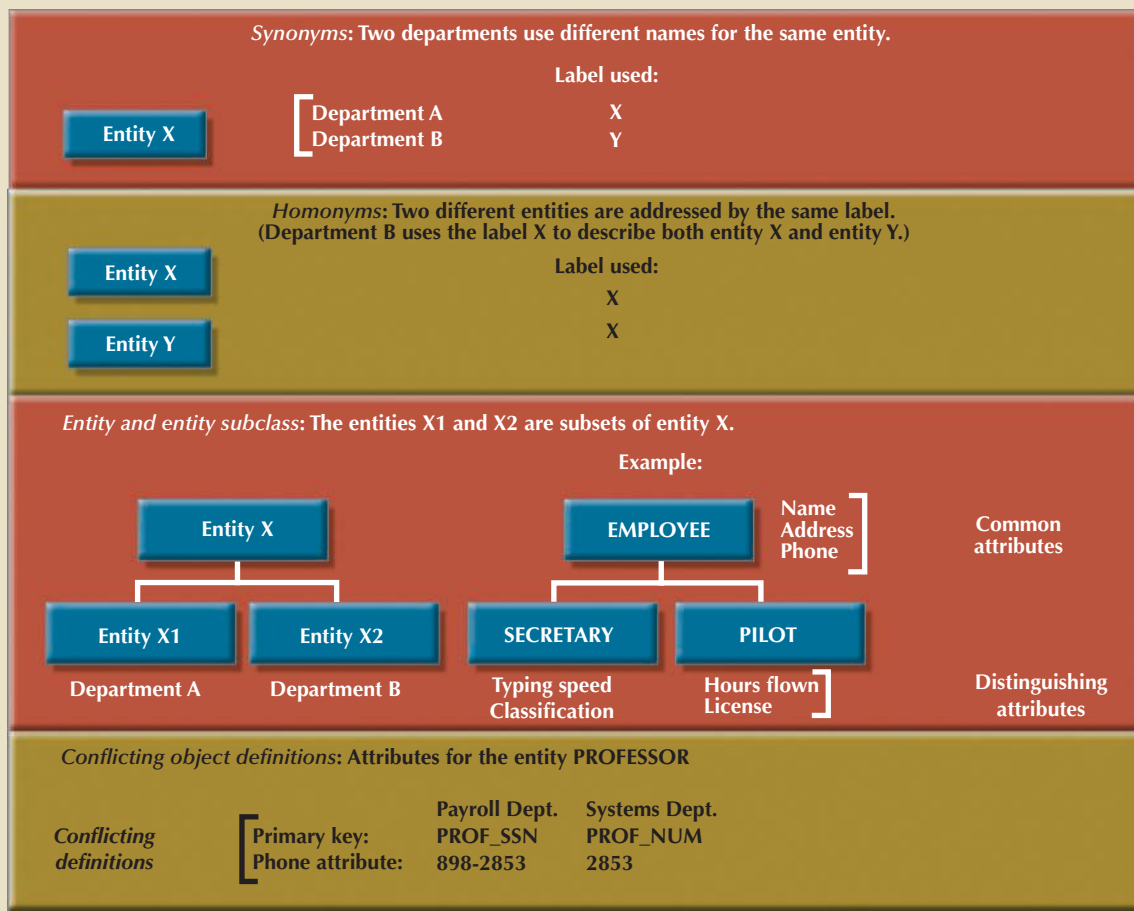 Synonyms: Two departments use different names for the same entity.
Label used:
Entity X
Department A X
Department B Y
Homonyms: Two different entities are addressed by the same label.
(Department B uses the label X to describe both entity X and entity Y.)
Label used:
Entity X
X
X
Entity Y
Entity and entity subclass: The entities X1 and X2 are subsets of entity X.
Example:
Entity X
EMPLOYEE
Name
Address
Phone
Common
attributes
Entity X1
Entity X2
SECRETARY
PILOT
Department A
Department B
Typing speed
Classification
Hours flown
License
Distinguishing
attributes
Conflicting object definitions: Attributes for the entity PROFESSOR
Payroll Dept. Systems Dept.
Conflicting
definitions
Primary key: PROF_SSN PROF_NUM
Phone attribute: 898-2853 2853